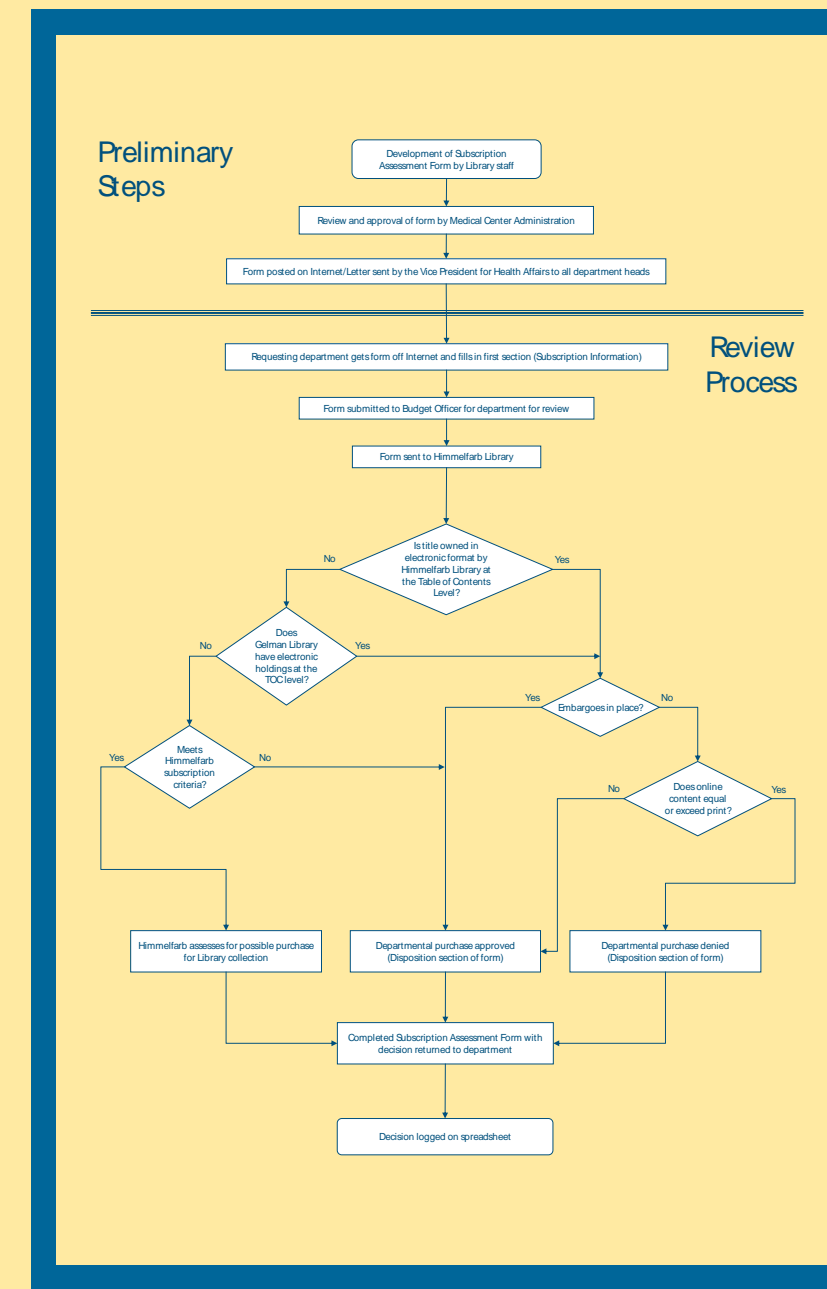 Preliminary
Steps
Development of Subscription
Assessment Form by Library staff
Review and approval of form by Medical Center Administration
Form posted on Internet/Letter sent by the Vice President for Health Affairs to all department heads
Review
Process
Requesting department gets form off Internet and fills in first section (Subscription Information)
Form submitted to Budget Officer for department for review
Form sent to Himmelfarb Library
Is title owned in
electronic format by
Himmelfarb Library at
the Table of Contents
Level?
No
Yes
Does
Gelman Library
have electronic
holdings at the
TOC level?
No
Yes
Embargoes in place?
Yes
No
Meets
Himmelfarb
subscription
criteria?
Yes
No
Does online
content equal
or exceed print?
No
Yes
Himmelfarb assesses for possible purchase
for Library collection
Departmental purchase approved
(Disposition section of form)
Departmental purchase denied
(Disposition section of form)
Completed Subscription Assessment Form with
decision returned to department
Decision logged on spreadsheet